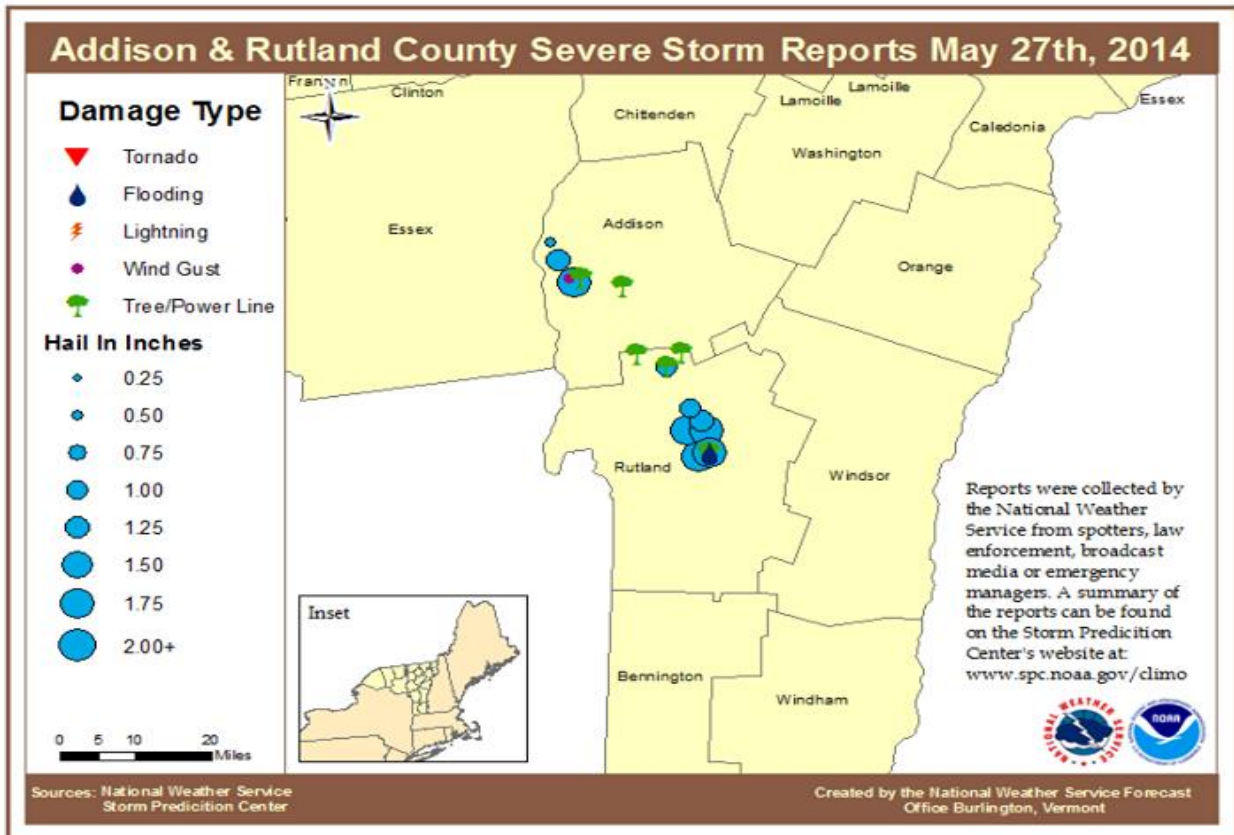 Addison & Rutland County Severe Storm Reports May 27th, 2014
Damage Type
Tornado
Flooding
Lightning
Wind Gust
Tree/Power Line
Hail In Inches
0.25
0.50
0.75
1.00
1.25
1.50
1.75
2.00+
0 5 10 20
Miles
Clinton
Essex
Chittenden
Addison
Lamoille
Lamoille
Washington
Caledonia
Essex
Orange
Rutland
Windsor
Bennington
Windham
Inset
Reports were collected by
the National Weather
Service from spotters, law
enforcement, broadcast
media or emergency
managers. A summary of
the reports can be found
on the Storm Predicition
Center's website at:
www.spc.noaa.gov/climo
NATIONAL WEATHER SERVICE
NOAA
Sources: National Weather Service
Storm Predicition Center
Created by the National Weather Service Forecast
Office Burlington, Vermont